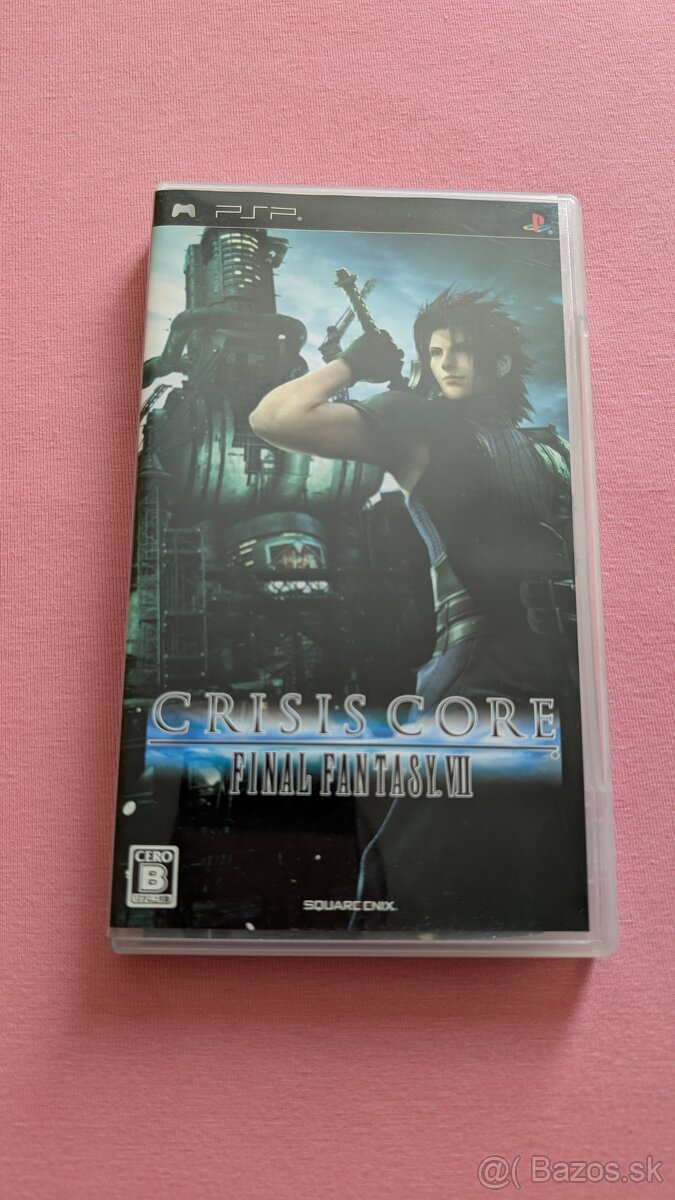 PSP
CRISIS CORE
FINAL FANTASY VII
CERO
B
SQUARE ENIX
@( Bazos.sk